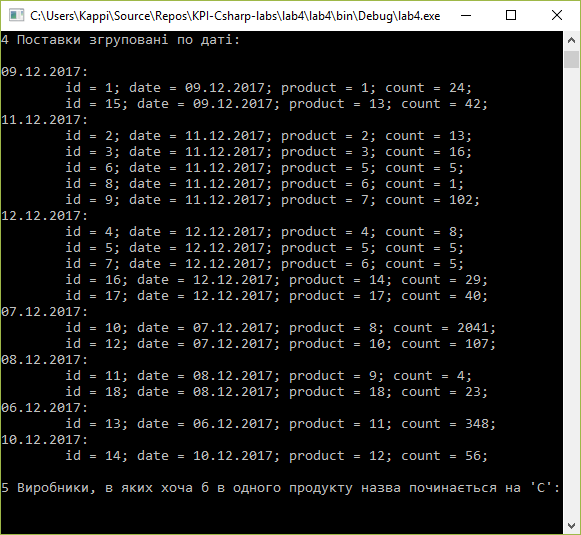 C:\Users\Kappi\Source\Repos\KPI-Csharp-labs\lab4\lab4\bin\Debug\lab4.exe
4 Поставки згруповані по даті:
09.12.2017:
id = 1; date = 09.12.2017; product = 1; count = 24;
id = 15; date = 09.12.2017; product = 13; count = 42;
11.12.2017:
id = 2; date = 11.12.2017; product = 2; count = 13;
id = 3; date = 11.12.2017; product = 3; count = 16;
id = 6; date = 11.12.2017; product = 5; count = 5;
id = 8; date = 11.12.2017; product = 6; count = 1;
id = 9; date = 11.12.2017; product = 7; count = 102;
12.12.2017:
id = 4; date = 12.12.2017; product = 4; count = 8;
id = 5; date = 12.12.2017; product = 5; count = 5;
id = 7; date = 12.12.2017; product = 6; count = 5;
id = 16; date = 12.12.2017; product = 14; count = 29;
id = 17; date = 12.12.2017; product = 17; count = 40;
07.12.2017:
id = 10; date = 07.12.2017; product = 8; count = 2041;
id = 12; date = 07.12.2017; product = 10; count = 107;
08.12.2017:
id = 11; date = 08.12.2017; product = 9; count = 4;
id = 18; date = 08.12.2017; product = 18; count = 23;
06.12.2017:
id = 13; date = 06.12.2017; product = 11; count = 348;
10.12.2017:
id = 14; date = 10.12.2017; product = 12; count = 56;
5 Виробники, в яких хоча б в одного продукту назва починається на 'С':